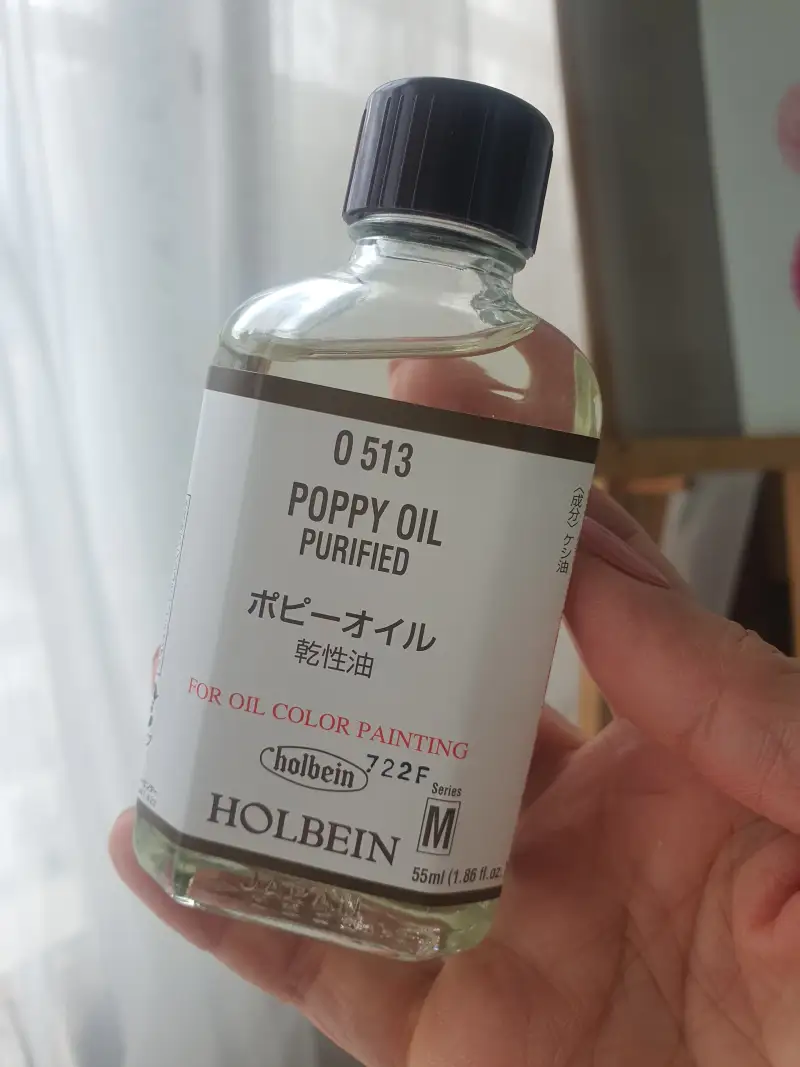 O 513
POPPY OIL
PURIFIED
ポピーオイル
乾性油
FOR OIL COLOR PAINTING
holbein
722F
HOLBEIN
Series
M
55ml (1.86 fl.oz.
JAPAN
〈成分〉ケシ油